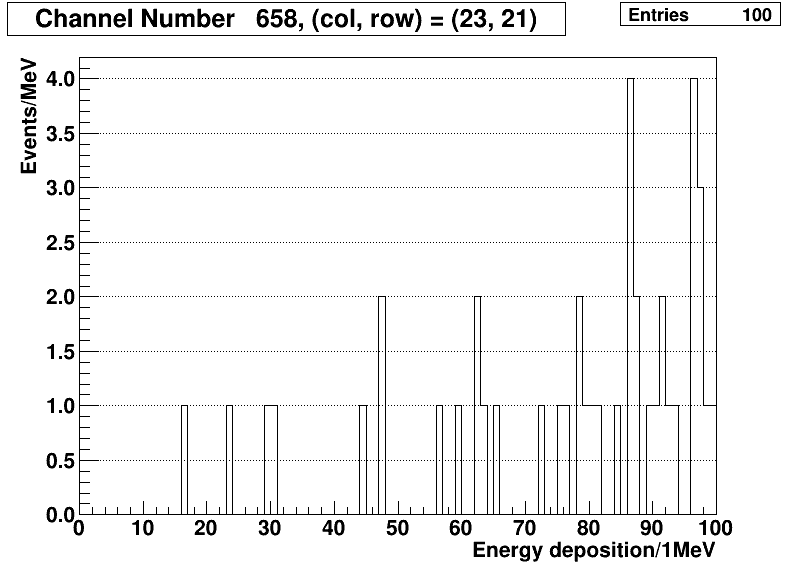 Channel Number 658, (col, row) = (23, 21)
Entries 100
Events/MeV
4.0
3.5
3.0
2.5
2.0
1.5
1.0
0.5
0.0
0 10 20 30 40 50 60 70 80 90 100
Energy deposition/1MeV